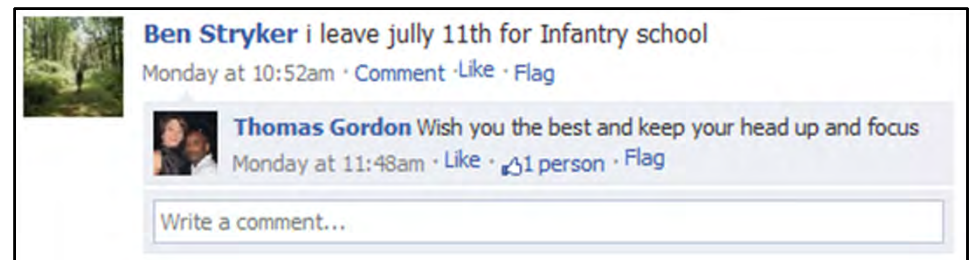 Ben Stryker i leave jully 11th for Infantry school
Monday at 10:52am · Comment · Like · Flag
Thomas Gordon Wish you the best and keep your head up and focus
Monday at 11:48am · Like · 1 person · Flag
Write a comment...